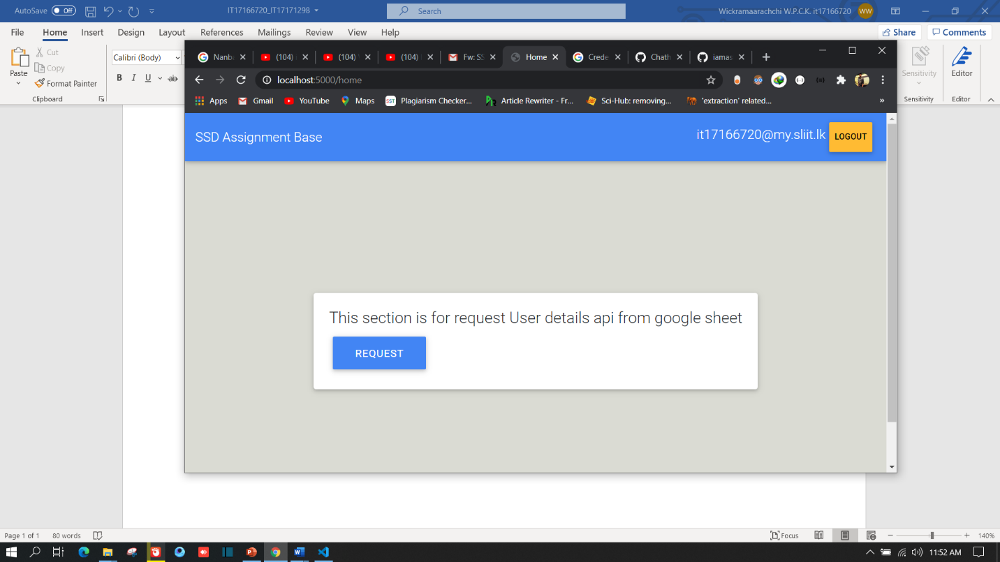 AutoSave Off IT17166720_IT17171298 Search Wickramaarachchi W.P.C.K. it17166720 WW
File Home Insert Design Layout References Mailings Review View Help Share Comments
Paste Cut Copy Format Painter
Clipboard
Calibri (Body)
B I U ab
Sensitivity
Sensitivity
Editor
Editor
Nanba (104) (104) (104) Fw: SS Home Crede Chath iamas
localhost:5000/home
Apps Gmail YouTube Maps SST Plagiarism Checker... Article Rewriter - Fr... Sci-Hub: removing... 'extraction' related... »
SSD Assignment Base it17166720@my.sliit.lk LOGOUT
This section is for request User details api from google sheet
REQUEST
Page 1 of 1 80 words Focus 140%
11:52 AM